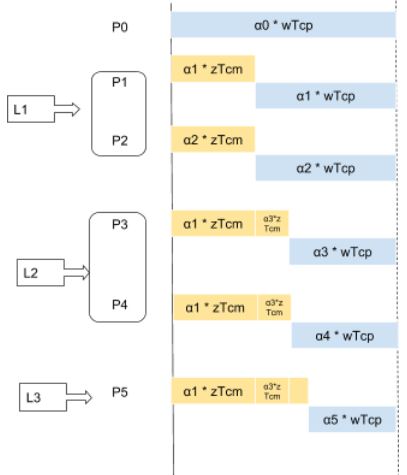 P0
α0 * wTcp
α1 * zTcm
P1
α1 * wTcp
L1
α2 * zTcm
P2
α2 * wTcp
P3
α1 * zTcm
α3*z
Tcm
α3 * wTcp
L2
P4
α1 * zTcm
α3*z
Tcm
α4 * wTcp
L3
P5
α1 * zTcm
α3*z
Tcm
α5 * wTcp